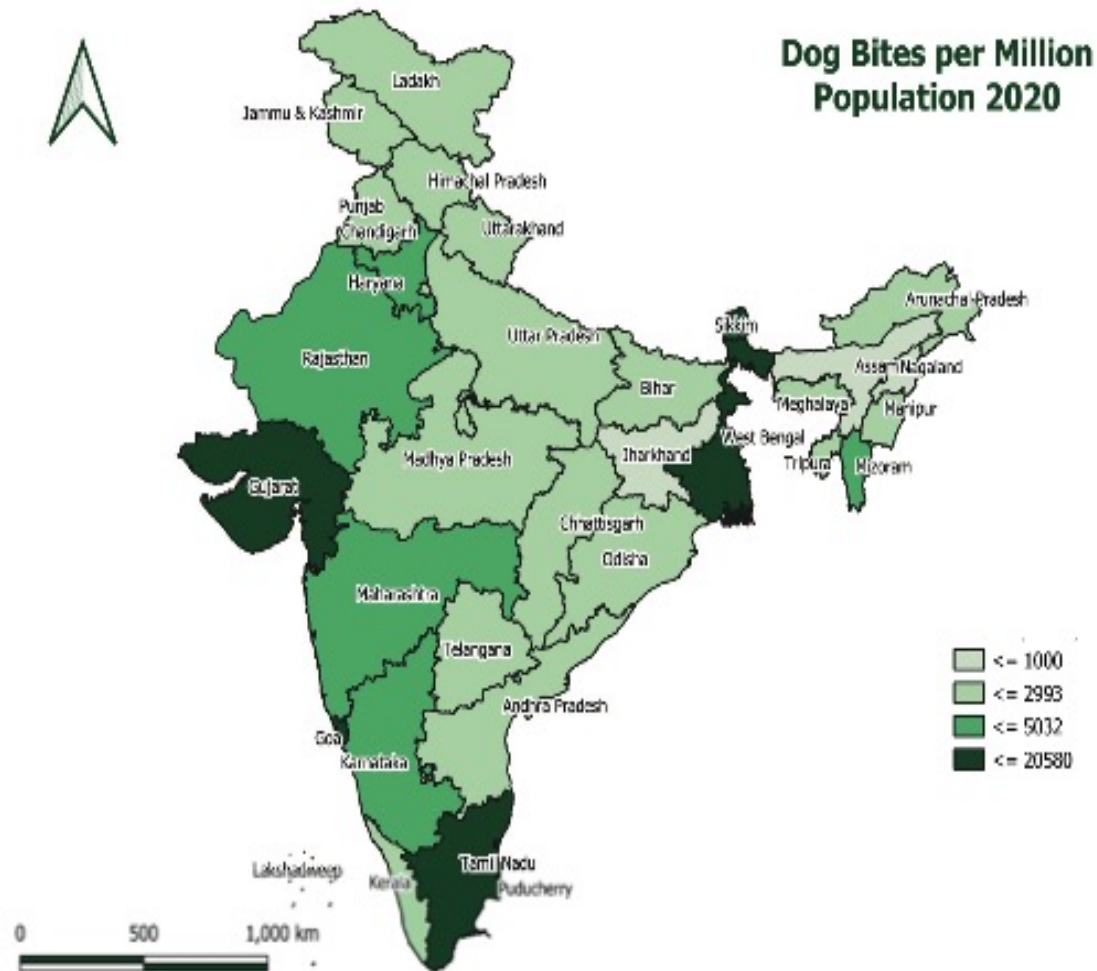 Dog Bites per Million
Population 2020
Ladakh
Jammu & Kashmir
Himachal Pradesh
Punjab
Chandigarh
Uttarakhand
Haryana
Arunachal Pradesh
Sikkim
Uttar Pradesh
Rajasthan
Assam
Nagaland
Bihar
Meghalaya
Manipur
West Bengal
Jharkhand
Madhya Pradesh
Tripura
Mizoram
Gujarat
Chhattisgarh
Odisha
Maharashtra
Telangana
<= 1000
<= 2993
<= 5032
<= 20580
Andhra Pradesh
Goa
Karnataka
Tamil Nadu
Lakshadweep
Kerala
Puducherry
0 500 1,000 km